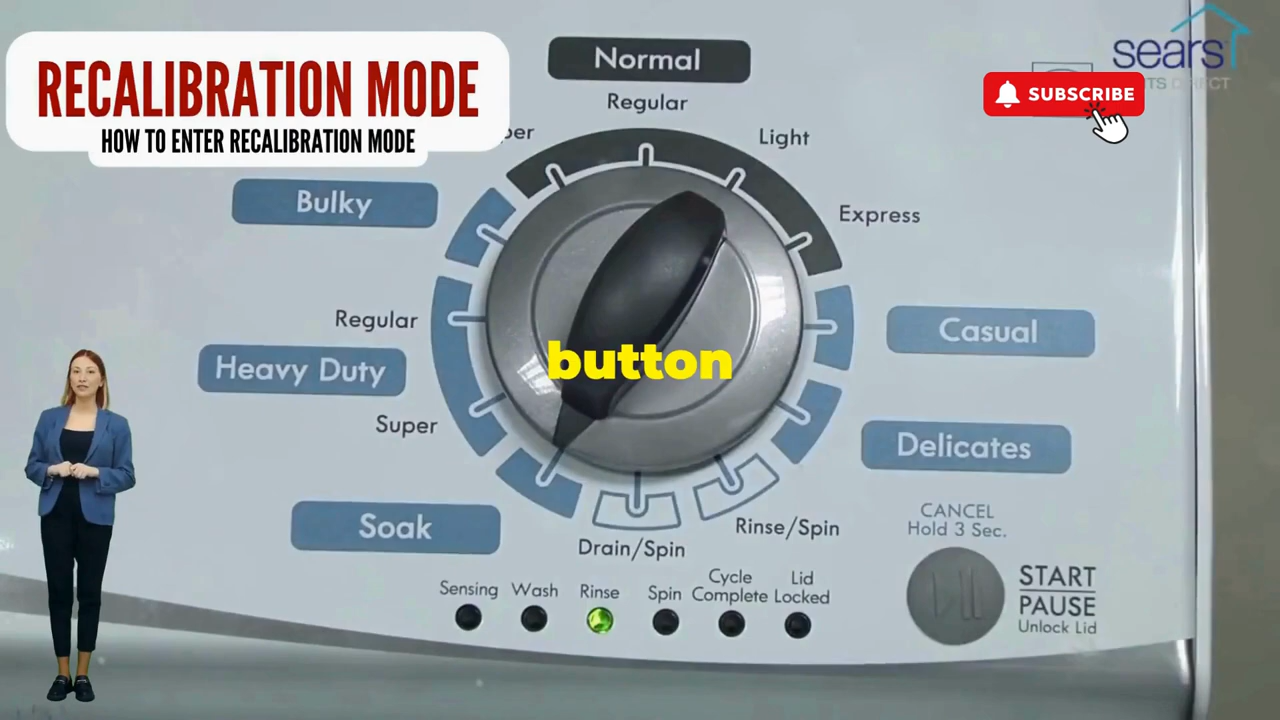 RECALIBRATION MODE
HOW TO ENTER RECALIBRATION MODE
sears
DIRECT
SUBSCRIBE
Normal
Regular
Light
Express
Bulky
Regular
Heavy Duty
Super
Soak
Casual
Delicates
button
Rinse/Spin
Drain/Spin
CANCEL
Hold 3 Sec.
START
PAUSE
Unlock Lid
Sensing
Wash
Rinse
Spin
Cycle
Complete
Lid
Locked